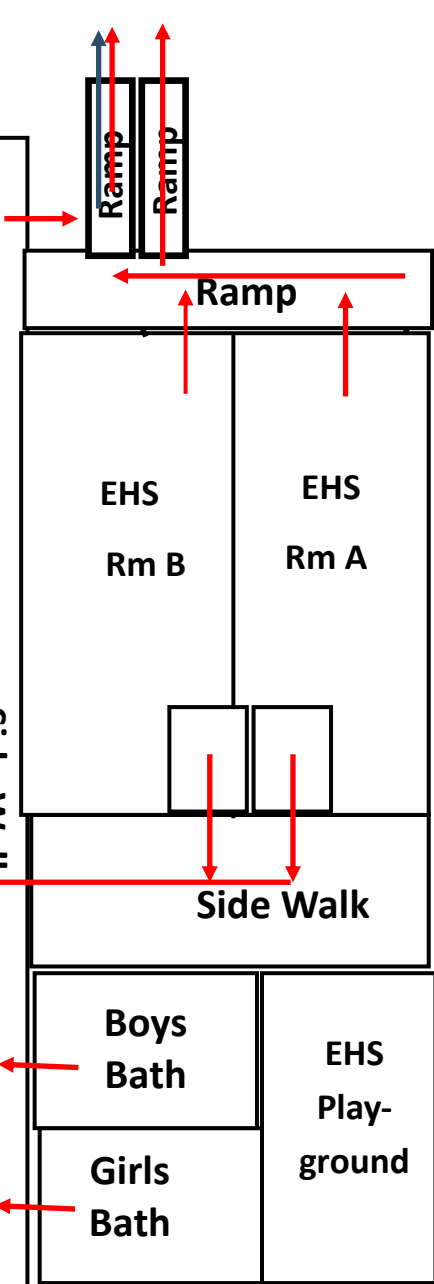 Ramp
Ramp
Ramp
EHS
Rm B
EHS
Rm A
Side Walk
Boys
Bath
EHS
Play-
ground
Girls
Bath